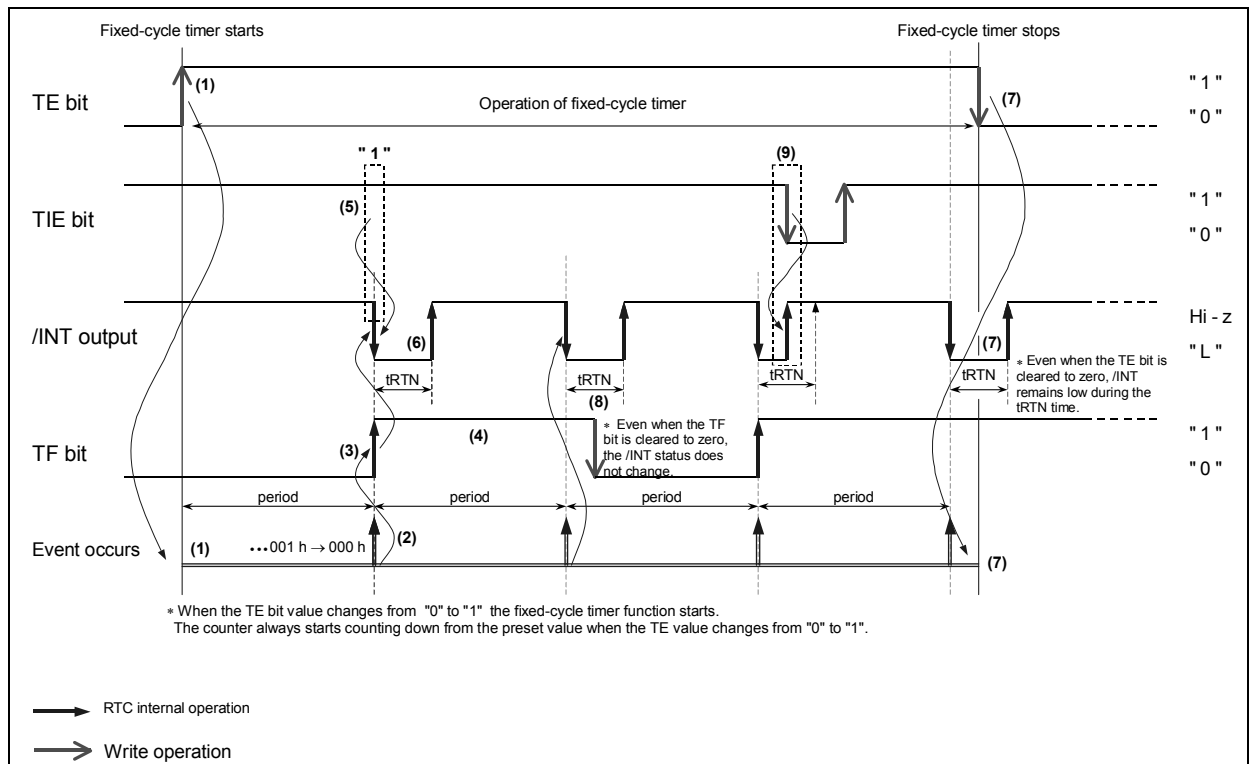 Fixed-cycle timer starts
Fixed-cycle timer stops
TE bit
(1)
Operation of fixed-cycle timer
(7)
" 1 "
" 0 "
TIE bit
" 1 "
(5)
(9)
" 1 "
" 0 "
/INT output
(6)
(7)
Hi - z
" L "
tRTN
tRTN
tRTN
tRTN
(8)
* Even when the TE bit is
cleared to zero, /INT
remains low during the
tRTN time.
TF bit
(3)
(4)
* Even when the TF
bit is cleared to zero,
the /INT status does
not change.
" 1 "
" 0 "
period
period
period
period
Event occurs
(1)
•••001 h → 000 h
(2)
(7)
* When the TE bit value changes from "0" to "1" the fixed-cycle timer function starts.
The counter always starts counting down from the preset value when the TE value changes from "0" to "1".
RTC internal operation
Write operation